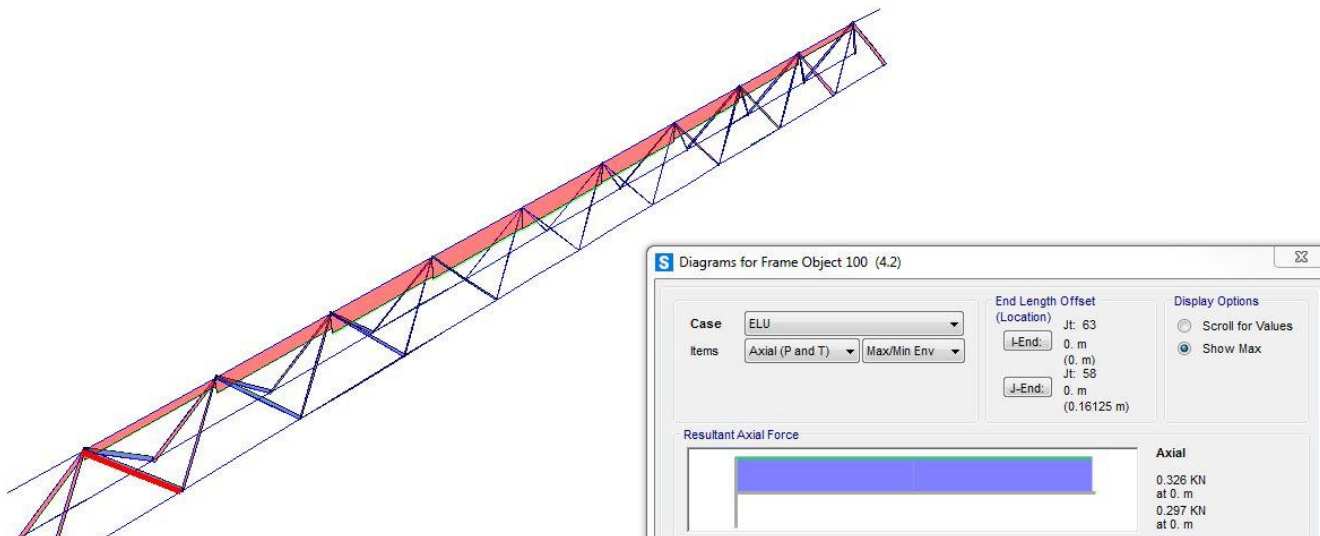 S Diagrams for Frame Object 100 (4.2)
Case ELU
Items Axial (P and T) Max/Min Env
End Length Offset
(Location)
Jt: 63
I-End: 0. m
(0. m)
Jt: 58
J-End: 0. m
(0.16125 m)
Display Options
Scroll for Values
Show Max
Resultant Axial Force
Axial
0.326 KN
at 0. m
0.297 KN
at 0. m